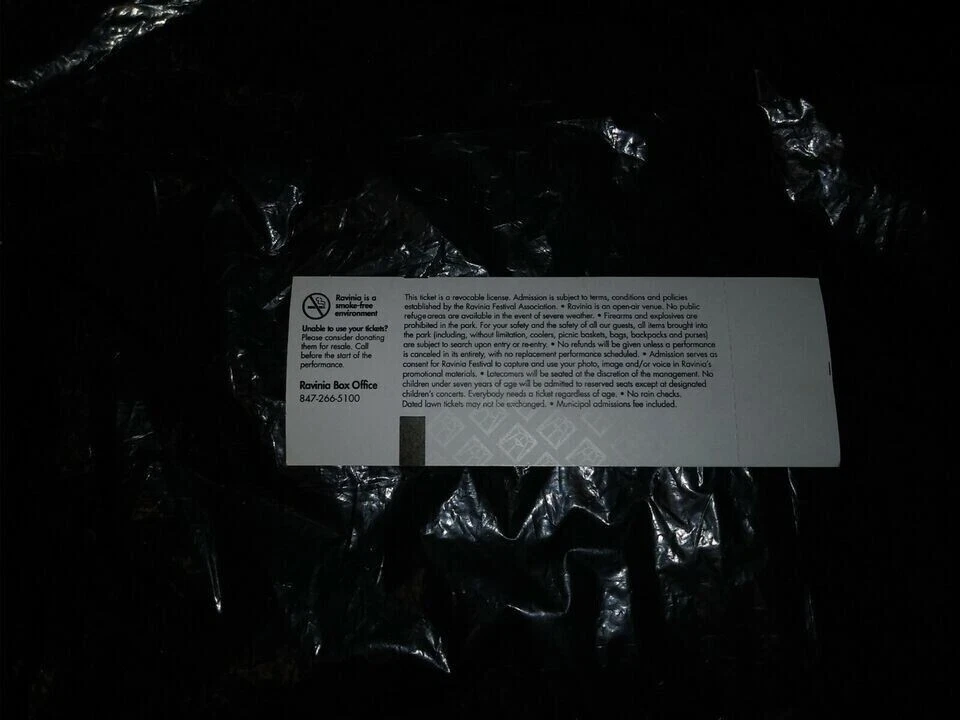 Ravinia is a
smoke-free
environment
Unable to use your tickets?
Please consider donating
them for resale. Call
before the start of the
performance.
Ravinia Box Office
847-266-5100
This ticket is a revocable license. Admission is subject to terms, conditions and policies
established by the Ravinia Festival Association. • Ravinia is an open-air venue. No public
refuge areas are available in the event of severe weather. • Firearms and explosives are
prohibited in the park. For your safety and the safety of all our guests, all items brought into
the park (including, without limitation, coolers, picnic baskets, bags, backpacks and purses)
are subject to search upon entry or re-entry. • No refunds will be given unless a performance
is canceled in its entirety, with no replacement performance scheduled. • Admission serves as
consent for Ravinia Festival to capture and use your photo, image and/or voice in Ravinia's
promotional materials. • Latecomers will be seated at the discretion of the management. No
children under seven years of age will be admitted to reserved seats except at designated
children's concerts. Everybody needs a ticket regardless of age. • No rain checks.
Dated lawn tickets may not be exchanged. • Municipal admissions fee included.